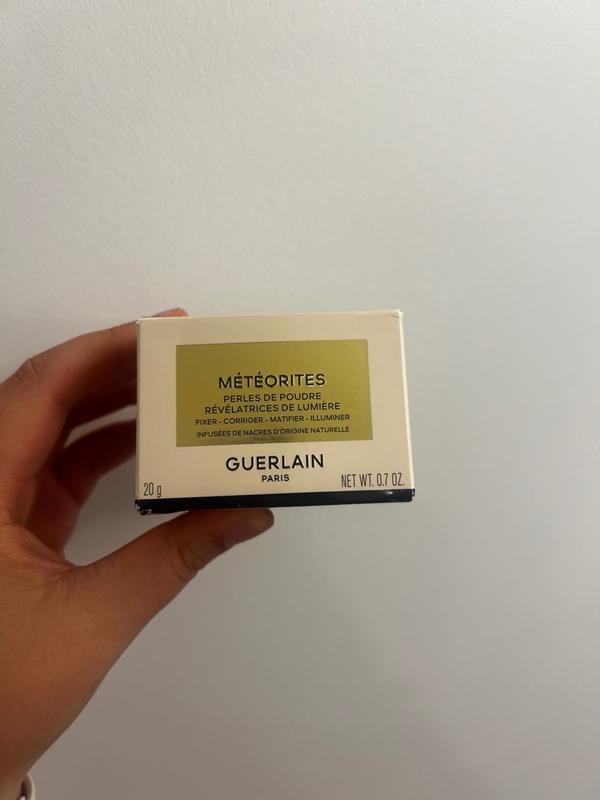 MÉTÉORITES
PERLES DE POUDRE
RÉVÉLATRICES DE LUMIÈRE
FIXER - CORRIGER - MATIFIER - ILLUMINER
INFUSÉES DE NACRES D'ORIGINE NATURELLE
GUERLAIN
PARIS
20 g
NET WT. 0.7 OZ.